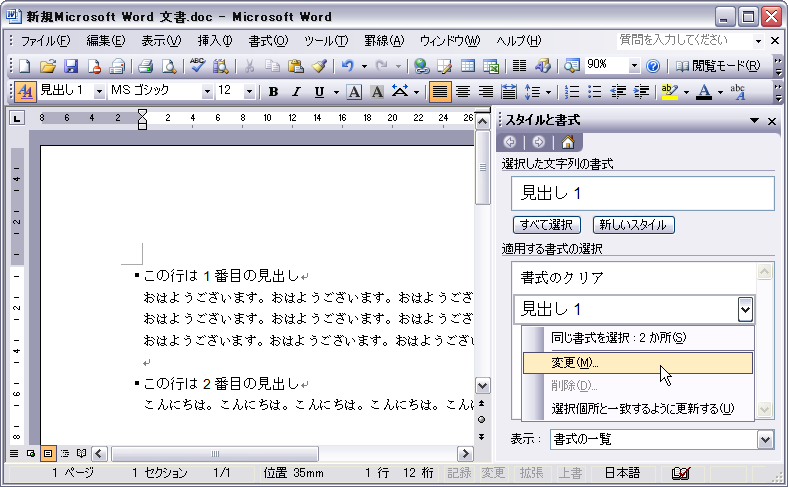 新規Microsoft Word 文書.doc - Microsoft Word
ファイル(F) 編集(E) 表示(V) 挿入(I) 書式(O) ツール(T) 罫線(A) ウィンドウ(W) ヘルプ(H) 質問を入力してください
90% 閲覧モード(R)
見出し 1 MS ゴシック 12 B I U A A A abc A abc
8 6 4 2 2 4 6 8 10 12 14 16 18 20 22 24 26
スタイルと書式
選択した文字列の書式
見出し 1
すべて選択 新しいスタイル
適用する書式の選択
書式のクリア
見出し 1
同じ書式を選択 : 2 か所(S)
変更(M)...
削除(D)...
選択個所と一致するように更新する(U)
表示 : 書式の一覧
この行は 1 番目の見出し
おはようございます。おはようございます。おはようござ
おはようございます。おはようございます。おはようござ
おはようございます。おはようございます。おはようござ
この行は 2 番目の見出し
こんにちは。こんにちは。こんにちは。こんにちは。こん
1 ページ 1 セクション 1/1 位置 35mm 1 行 12 桁 記録 変更 拡張 上書 日本語